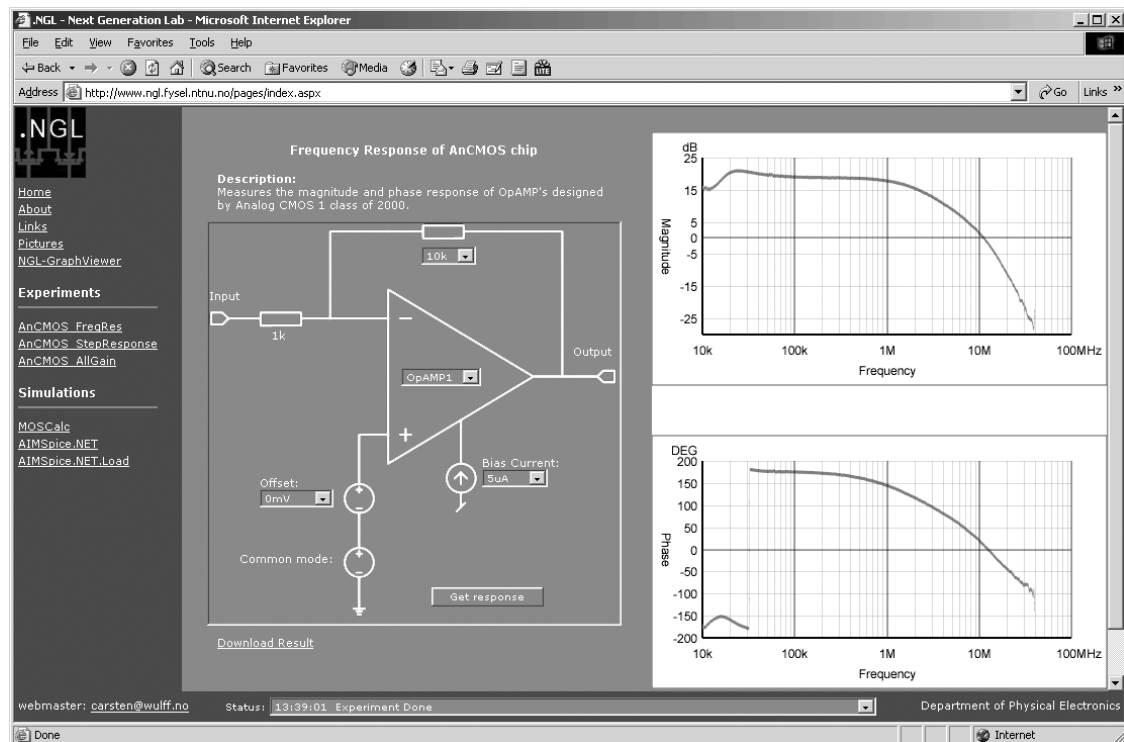 .NGL - Next Generation Lab - Microsoft Internet Explorer
File Edit View Favorites Tools Help
Back Search Favorites Media
Address http://www.ngl.fysel.ntnu.no/pages/index.aspx Go Links »
.NGL
Home
About
Links
Pictures
NGL-GraphViewer
Experiments
AnCMOS_FreqRes
AnCMOS_StepResponse
AnCMOS_AllGain
Simulations
MOSCalc
AIMSpice.NET
AIMSpice.NET.Load
Frequency Response of AnCMOS chip
Description:
Measures the magnitude and phase response of OpAMP's designed
by Analog CMOS 1 class of 2000.
10k
Input
1k
Output
OpAMP1
Bias Current:
5uA
Offset:
0mV
Common mode:
Get response
Download Result
dB
25
15
5
0
-5
-15
-25
Magnitude
10k 100k 1M 10M 100MHz
Frequency
DEG
200
150
100
50
0
-50
-100
-150
-200
Phase
10k 100k 1M 10M 100MHz
Frequency
webmaster: carsten@wulff.no Status: 13:39:01 Experiment Done Department of Physical Electronics
Done Internet